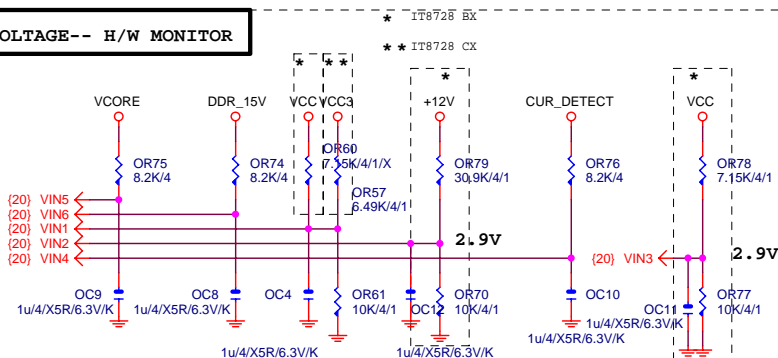 * IT8728 BX
OLTAGE-- H/W MONITOR
** IT8728 CX
* ** * *
VCORE DDR_15V VCC VCC3 +12V CUR_DETECT VCC
OR60
7.15K/4/1/X
OR75 OR74 OR79 OR76 OR78
8.2K/4 8.2K/4 30.9K/4/1 8.2K/4 7.15K/4/1
OR57
6.49K/4/1
{20} VIN5
{20} VIN6
{20} VIN1
{20} VIN2 2.9V
{20} VIN4 {20} VIN3 2.9V
OC9 OC8 OC4 OR61 OC12 OR70 OC10 OC11 OR77
1u/4/X5R/6.3V/K 1u/4/X5R/6.3V/K 10K/4/1 10K/4/1 1u/4/X5R/6.3V/K 10K/4/1
1u/4/X5R/6.3V/K 1u/4/X5R/6.3V/K 1u/4/X5R/6.3V/K